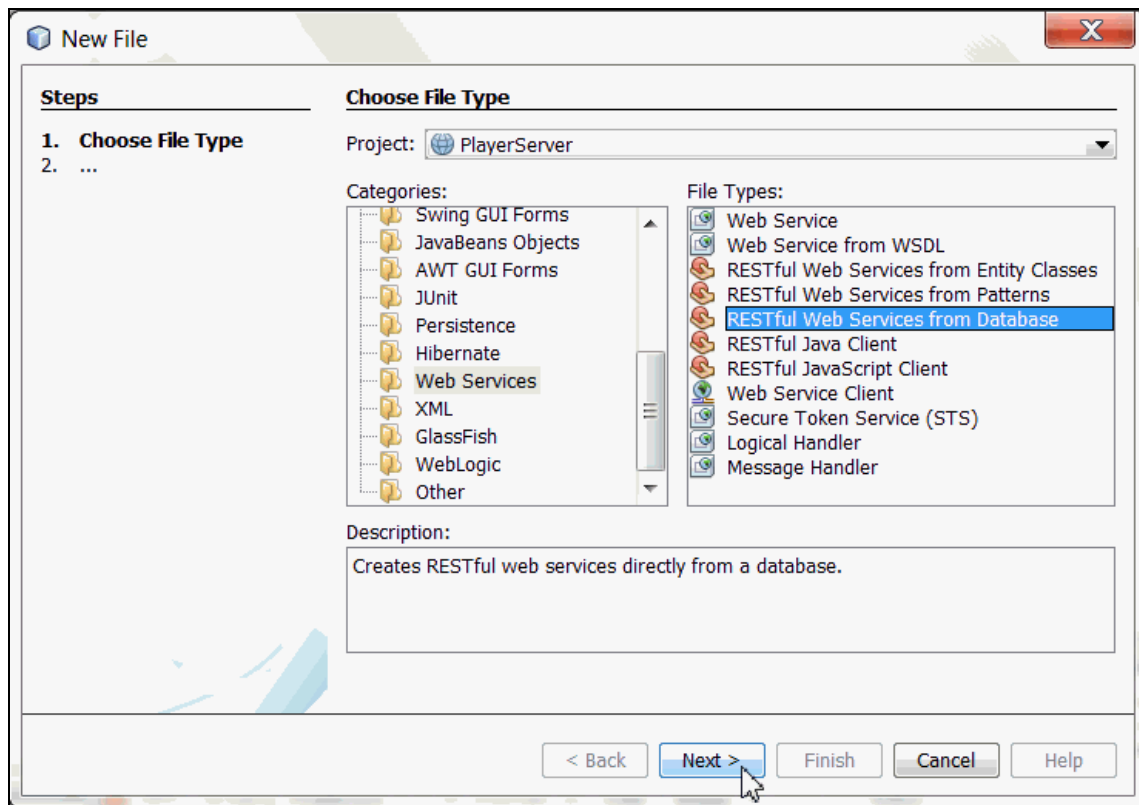 New File
X
Steps
1. Choose File Type
2. ...
Choose File Type
Project: PlayerServer
Categories:
Swing GUI Forms
JavaBeans Objects
AWT GUI Forms
JUnit
Persistence
Hibernate
Web Services
XML
GlassFish
WebLogic
Other
File Types:
Web Service
Web Service from WSDL
RESTful Web Services from Entity Classes
RESTful Web Services from Patterns
RESTful Web Services from Database
RESTful Java Client
RESTful JavaScript Client
Web Service Client
Secure Token Service (STS)
Logical Handler
Message Handler
Description:
Creates RESTful web services directly from a database.
< Back Next > Finish Cancel Help